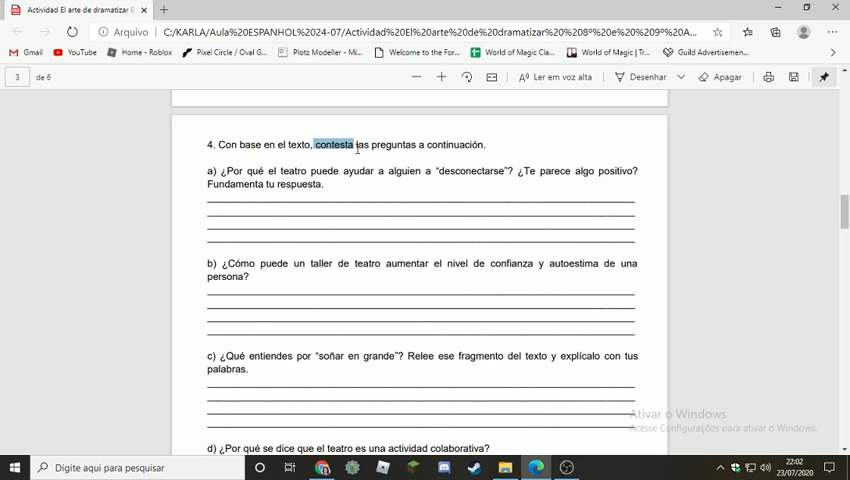 Actividad El arte de dramatizar 8
Arquivo
C:/KARLA/Aula%20ESPANHOL%2024-07/Actividad%20El%20arte%20de%20dramatizar%208°%20e%209°%20A...
Gmail YouTube Home - Roblox Pixel Circle / Oval G... Plotz Modeller - Mi... Welcome to the For... World of Magic Cla... World of Magic | Tr... Guild Advertisemen...
3 de 6 Ler em voz alta Desenhar Apagar
4. Con base en el texto, contesta las preguntas a continuación.
a) ¿Por qué el teatro puede ayudar a alguien a “desconectarse”? ¿Te parece algo positivo?
Fundamenta tu respuesta.
b) ¿Cómo puede un taller de teatro aumentar el nivel de confianza y autoestima de una
persona?
c) ¿Qué entiendes por “soñar en grande”? Relee ese fragmento del texto y explícalo con tus
palabras.
Ativar o Windows
Acesse Configurações para ativar o Windows.
d) ¿Por qué se dice que el teatro es una actividad colaborativa?
Digite aqui para pesquisar
22:02
23/07/2020